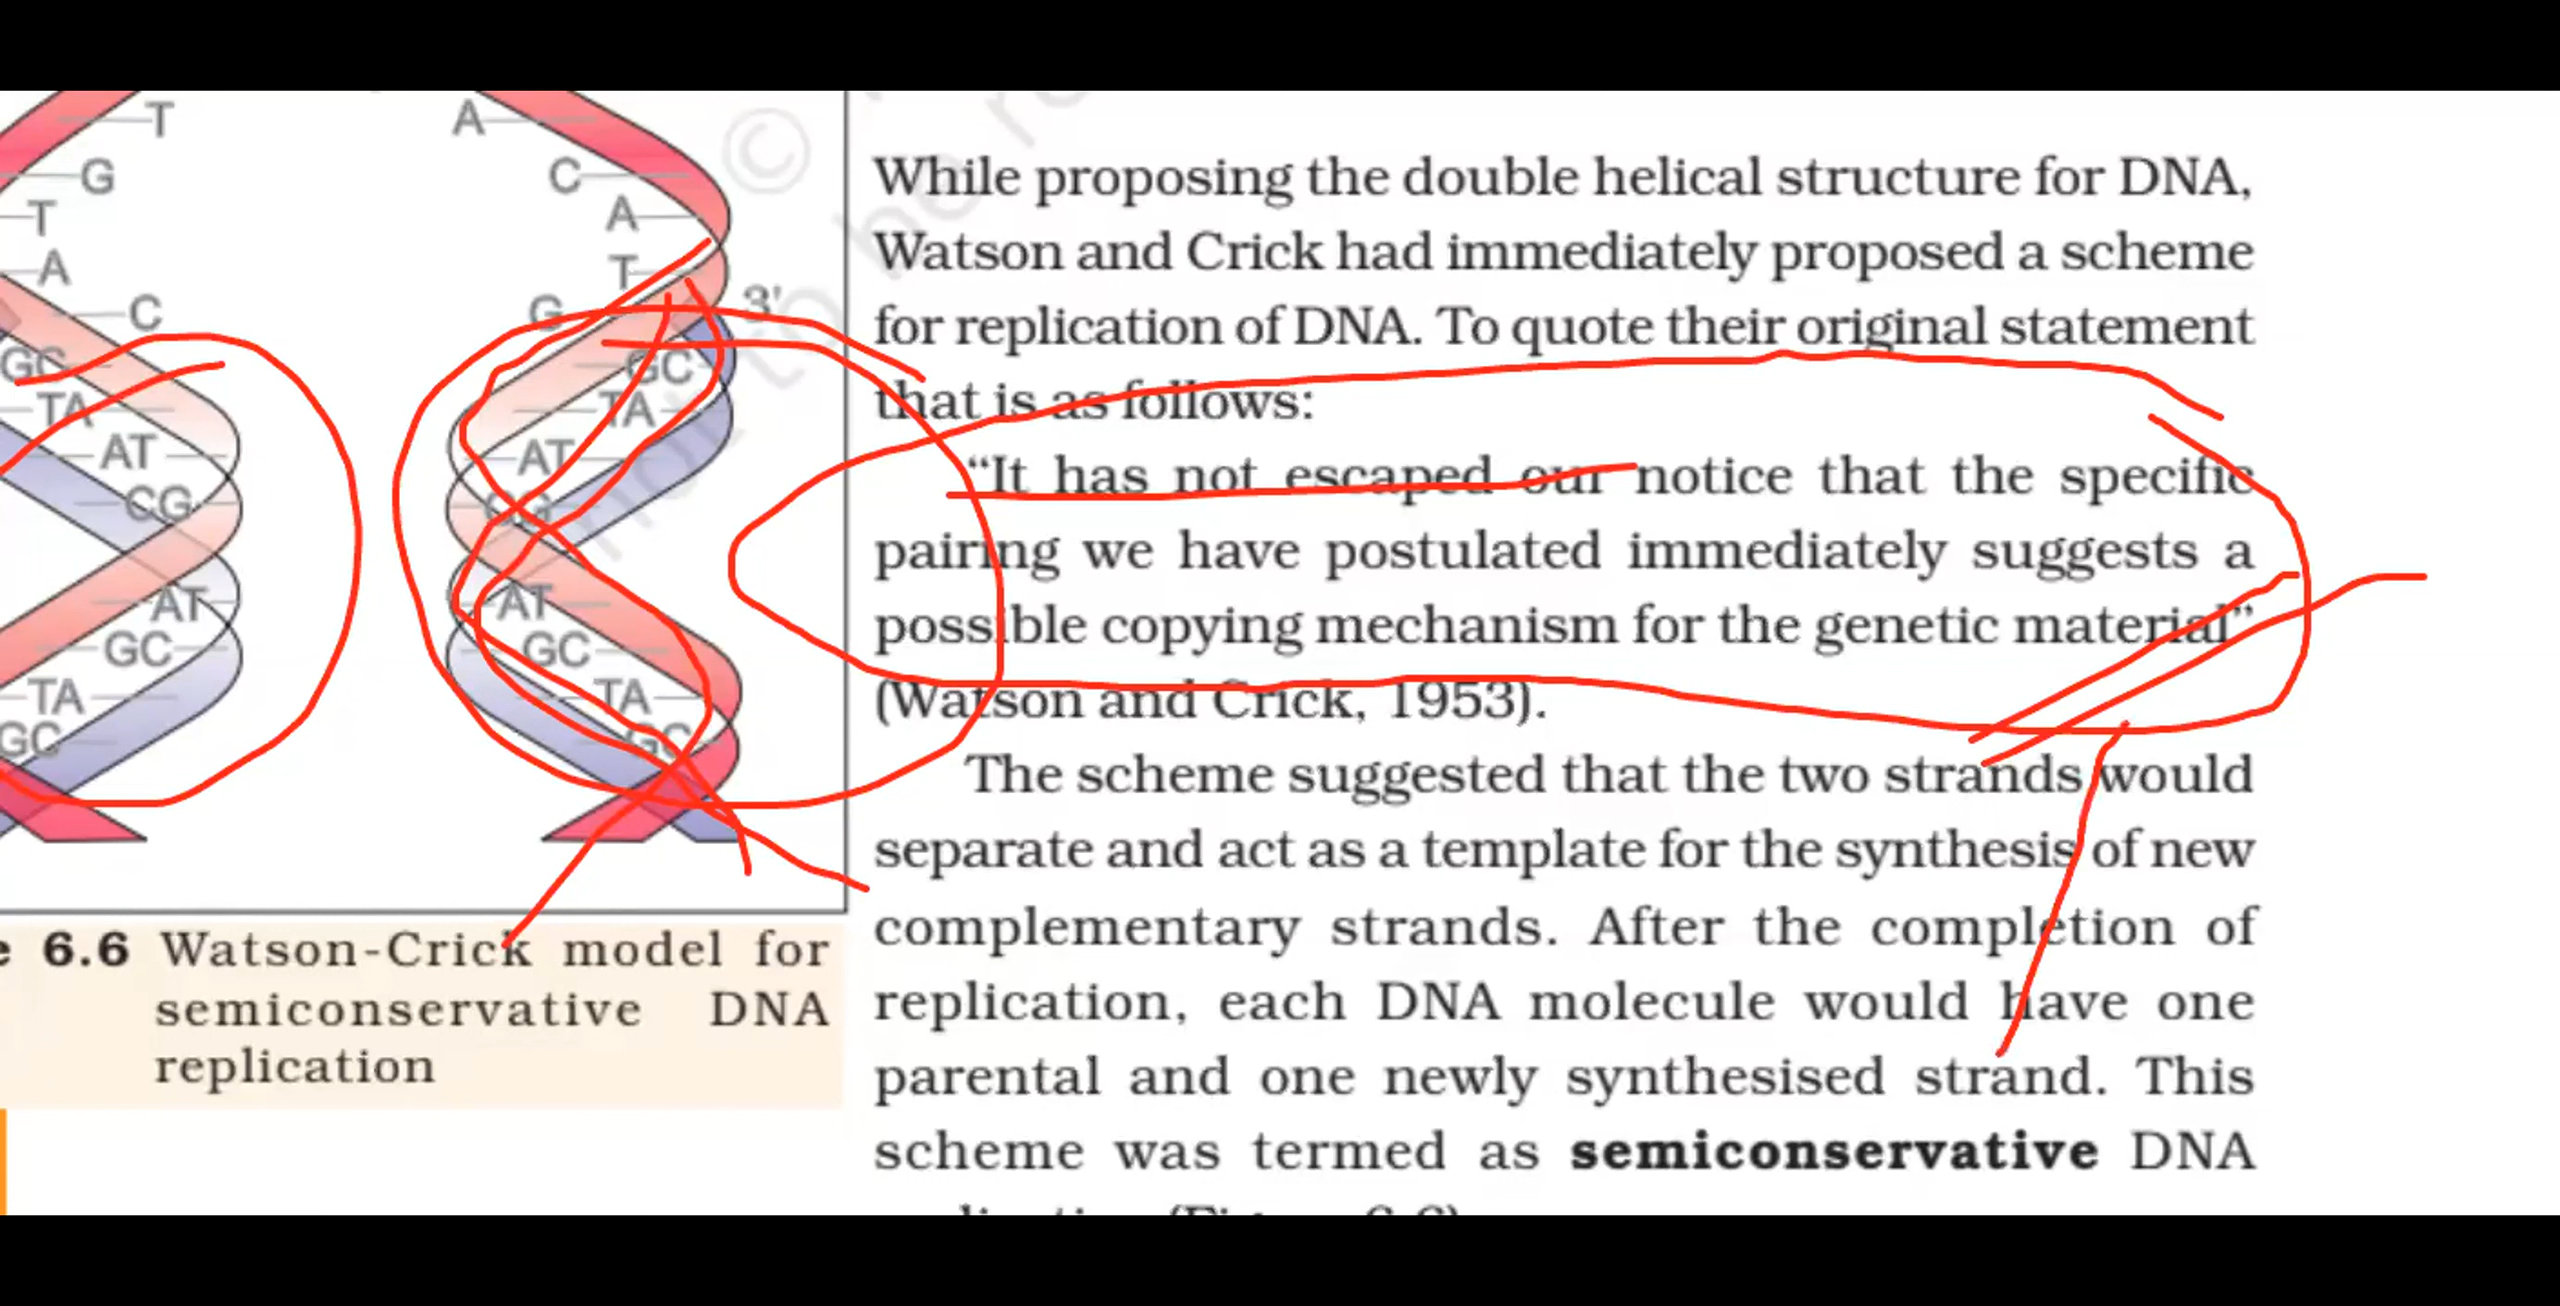 T
G
T
A
C
GC
TA
AT
CG
AT
GC
TA
GC
A
C
A
T
G
3'
GC
TA
AT
CG
AT
GC
TA
GC
©
to be re
not
6.6 Watson-Crick model for
semiconservative DNA
replication
While proposing the double helical structure for DNA,
Watson and Crick had immediately proposed a scheme
for replication of DNA. To quote their original statement
that is as follows:
“It has not escaped our notice that the specific
pairing we have postulated immediately suggests a
possible copying mechanism for the genetic material”
(Watson and Crick, 1953).
The scheme suggested that the two strands would
separate and act as a template for the synthesis of new
complementary strands. After the completion of
replication, each DNA molecule would have one
parental and one newly synthesised strand. This
scheme was termed as semiconservative DNA